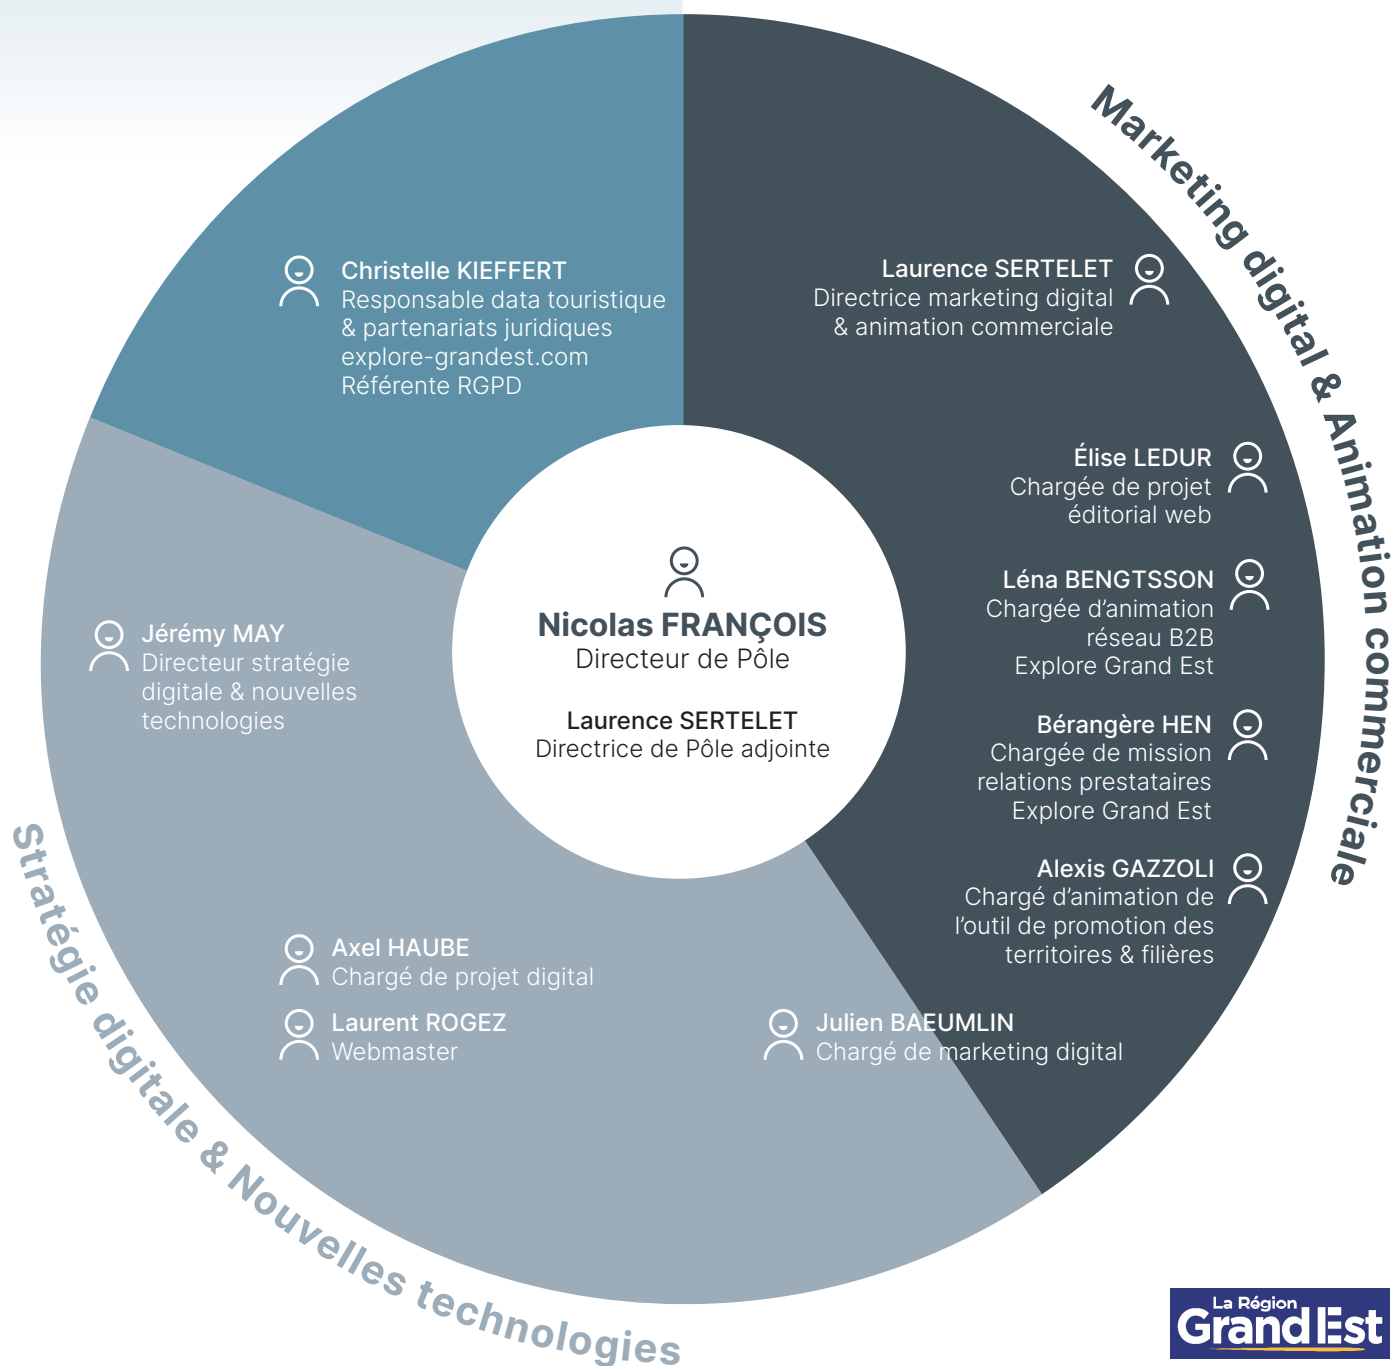 Marketing digital & Animation commerciale
Christelle KIEFFERT
Responsable data touristique
& partenariats juridiques
explore-grandest.com
Référente RGPD
Laurence SERTELET
Directrice marketing digital
& animation commerciale
Élise LEDUR
Chargée de projet
éditorial web
Léna BENGTSSON
Chargée d’animation
réseau B2B
Explore Grand Est
Bérangère HEN
Chargée de mission
relations prestataires
Explore Grand Est
Alexis GAZZOLI
Chargé d’animation de
l’outil de promotion des
territoires & filières
Nicolas FRANÇOIS
Directeur de Pôle
Laurence SERTELET
Directrice de Pôle adjointe
Jérémy MAY
Directeur stratégie
digitale & nouvelles
technologies
Axel HAUBE
Chargé de projet digital
Laurent ROGEZ
Webmaster
Julien BAEUMLIN
Chargé de marketing digital
Stratégie digitale & Nouvelles technologies
La Région
Grand Est